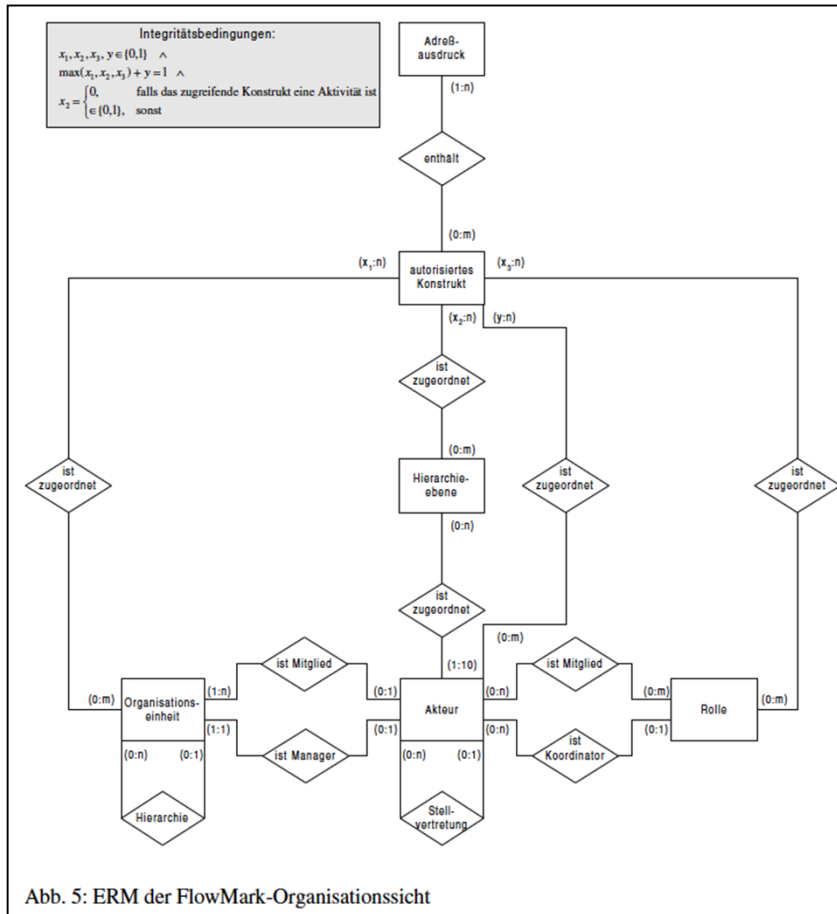 Integritätsbedingungen:
x₁, x₂, x₃, y ∈ {0,1} ∧
max(x₁, x₂, x₃) + y = 1 ∧
x₂ = { 0, falls das zugreifende Konstrukt eine Aktivität ist
∈ {0,1}, sonst
Adreß-
ausdruck
(1:n)
enthält
(0:m)
(x₁:n)
autorisiertes
Konstrukt
(x₃:n)
(x₂:n)
(y:n)
ist
zugeordnet
(0:m)
ist
zugeordnet
Hierarchie-
ebene
ist
zugeordnet
ist
zugeordnet
(0:n)
ist
zugeordnet
(0:m)
(1:10)
ist Mitglied
ist Mitglied
(0:m)
Organisations-
einheit
(1:n)
(0:1)
Akteur
(0:n)
(0:m)
Rolle
(0:m)
(1:1)
(0:1)
(0:n)
(0:1)
ist Manager
ist
Koordinator
(0:n)
(0:1)
(0:n)
(0:1)
Hierarchie
Stell-
vertretung
Abb. 5: ERM der FlowMark-Organisationssicht